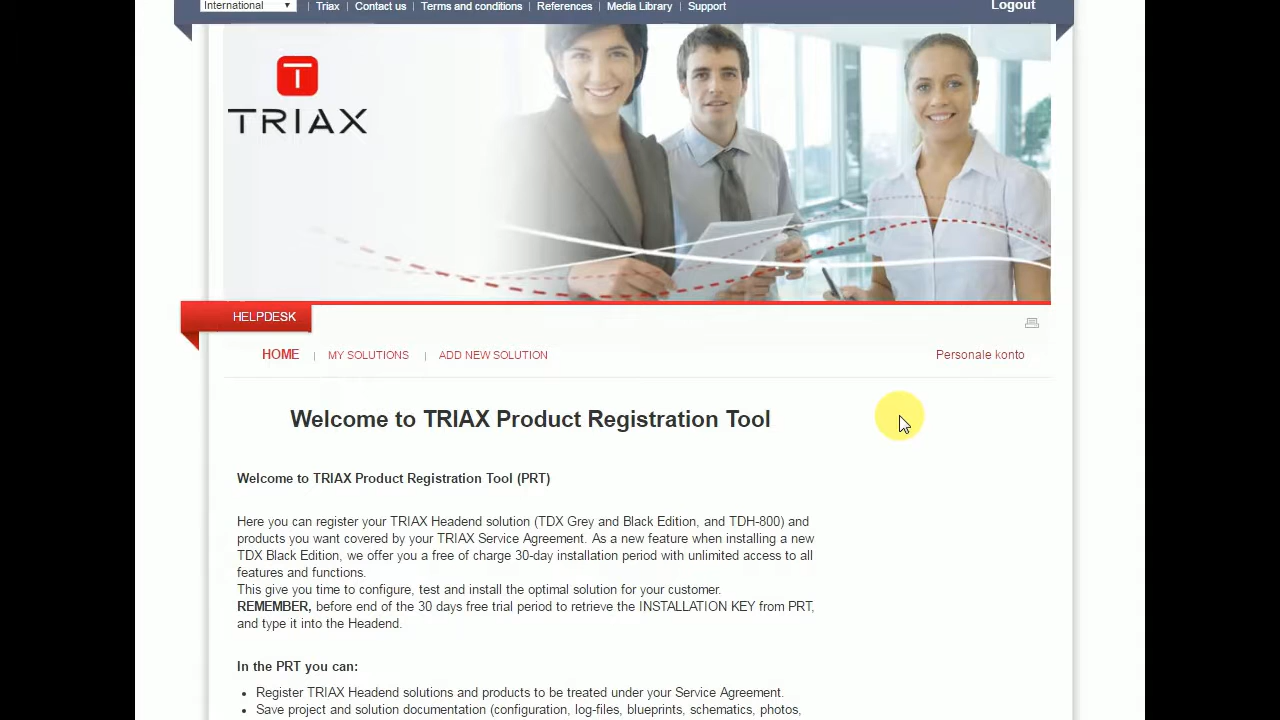 International Triax Contact us Terms and conditions References Media Library Support Logout
T
TRIAX
HELPDESK
HOME MY SOLUTIONS ADD NEW SOLUTION Personale konto
Welcome to TRIAX Product Registration Tool
Welcome to TRIAX Product Registration Tool (PRT)
Here you can register your TRIAX Headend solution (TDX Grey and Black Edition, and TDH-800) and
products you want covered by your TRIAX Service Agreement. As a new feature when installing a new
TDX Black Edition, we offer you a free of charge 30-day installation period with unlimited access to all
features and functions.
This give you time to configure, test and install the optimal solution for your customer.
REMEMBER, before end of the 30 days free trial period to retrieve the INSTALLATION KEY from PRT,
and type it into the Headend.
In the PRT you can:
• Register TRIAX Headend solutions and products to be treated under your Service Agreement.
• Save project and solution documentation (configuration, log-files, blueprints, schematics, photos,